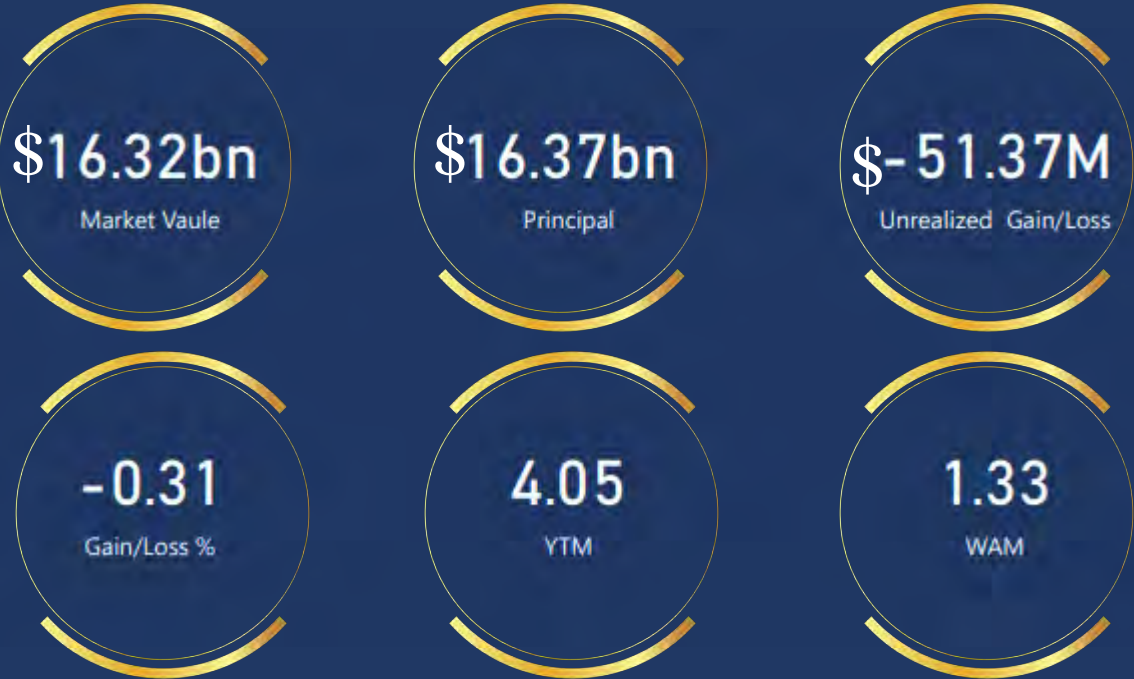 $16.32bn
Market Vaule
$16.37bn
Principal
$-51.37M
Unrealized Gain/Loss
-0.31
Gain/Loss %
4.05
YTM
1.33
WAM